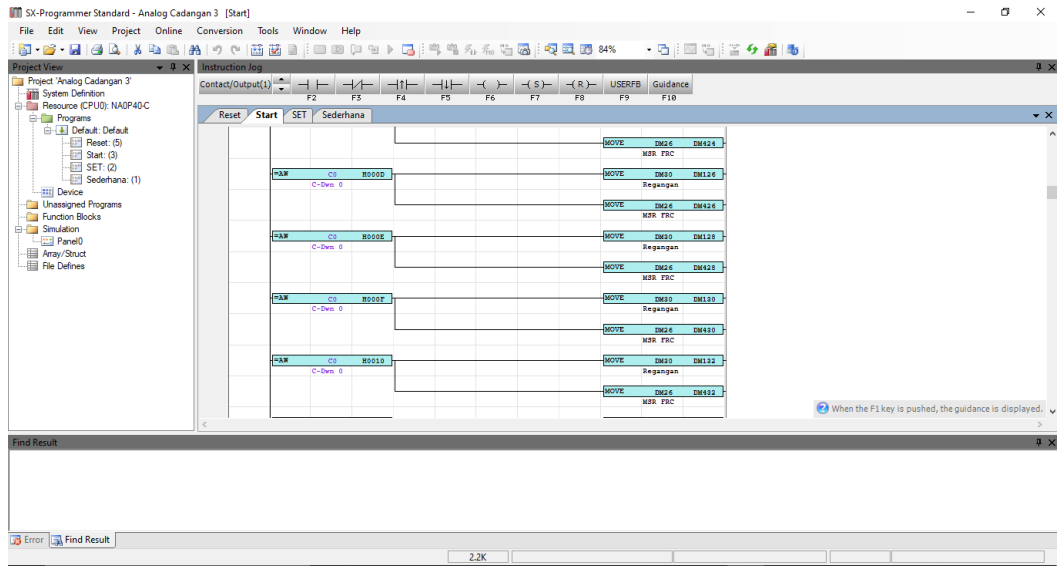 SX-Programmer Standard - Analog Cadangan 3 [Start]
File Edit View Project Online Conversion Tools Window Help
84%
Project View
Project 'Analog Cadangan 3'
System Definition
Resource (CPU0): NA0P40-C
Programs
Default: Default
Reset: (5)
Start: (3)
SET: (2)
Sederhana: (1)
Device
Unassigned Programs
Function Blocks
Simulation
Panel0
Array/Struct
File Defines
Instruction Jog
Contact/Output(1) ( ) (S) (R) USERFB Guidance
F2 F3 F4 F5 F6 F7 F8 F9 F10
Reset Start SET Sederhana
MOVE DM26 DM424
MSR FRC
=AW C0 H000D MOVE DM30 DM126
C-Dwn 0 Regangan
MOVE DM26 DM426
MSR FRC
=AW C0 H000E MOVE DM30 DM128
C-Dwn 0 Regangan
MOVE DM26 DM428
MSR FRC
=AW C0 H000F MOVE DM30 DM130
C-Dwn 0 Regangan
MOVE DM26 DM430
MSR FRC
=AW C0 H0010 MOVE DM30 DM132
C-Dwn 0 Regangan
MOVE DM26 DM432
MSR FRC
When the F1 key is pushed, the guidance is displayed.
Find Result
Error Find Result
2.2K